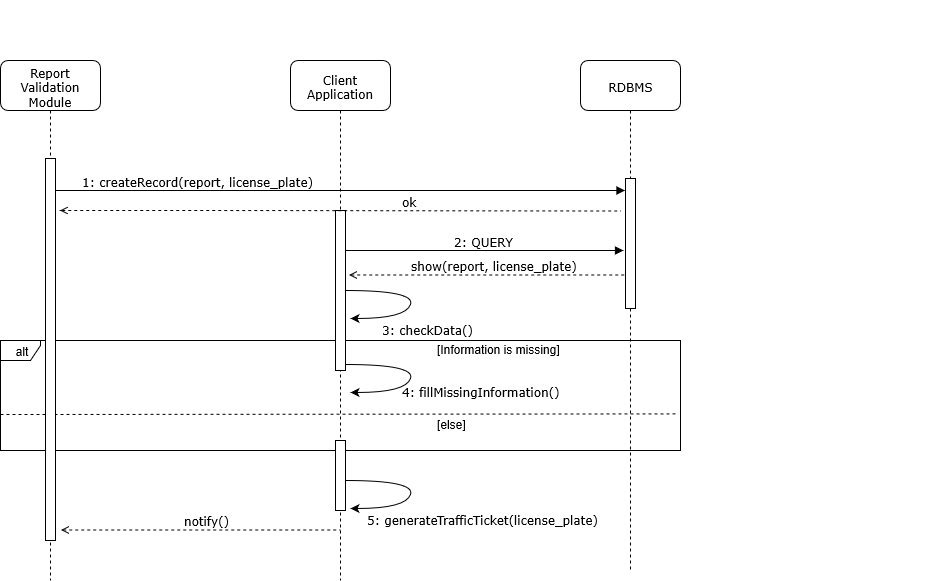 Report
Validation
Module
Client
Application
RDBMS
1: createRecord(report, license_plate)
ok
2: QUERY
show(report, license_plate)
3: checkData()
alt
[Information is missing]
4: fillMissingInformation()
[else]
5: generateTrafficTicket(license_plate)
notify()